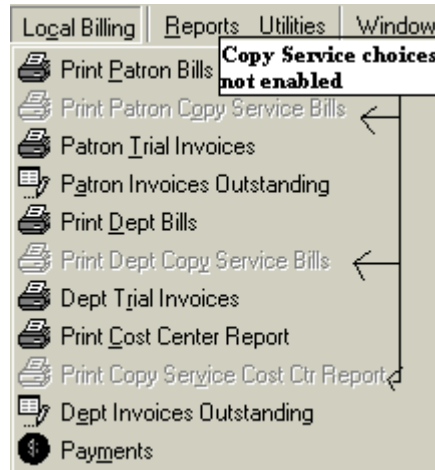 Local Billing Reports Utilities Window
Copy Service choices
not enabled
Print Patron Bills
Print Patron Copy Service Bills
Patron Trial Invoices
Patron Invoices Outstanding
Print Dept Bills
Print Dept Copy Service Bills
Dept Trial Invoices
Print Cost Center Report
Print Copy Service Cost Ctr Report
Dept Invoices Outstanding
Payments